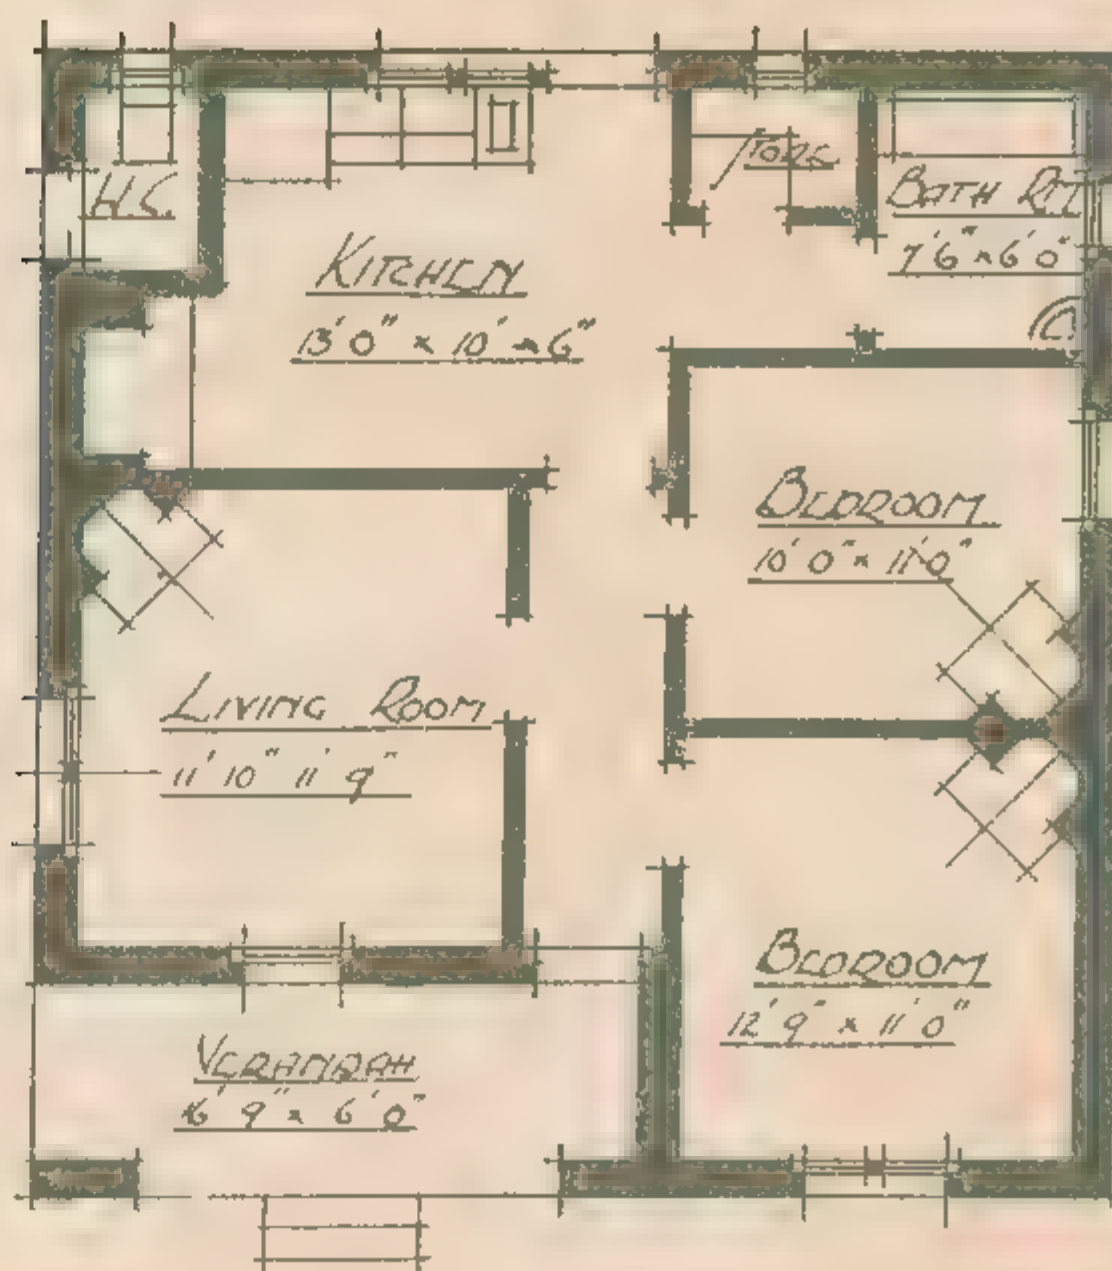 W.C.
STORE
BATH RM
7'6" x 6'0"
KITCHEN
13'0" x 10' x 6"
BEDROOM
10'0" x 11'0"
LIVING ROOM
11'10" 11'9"
BEDROOM
12'9" x 11'0"
VERANDAH
16'9" x 6'0"